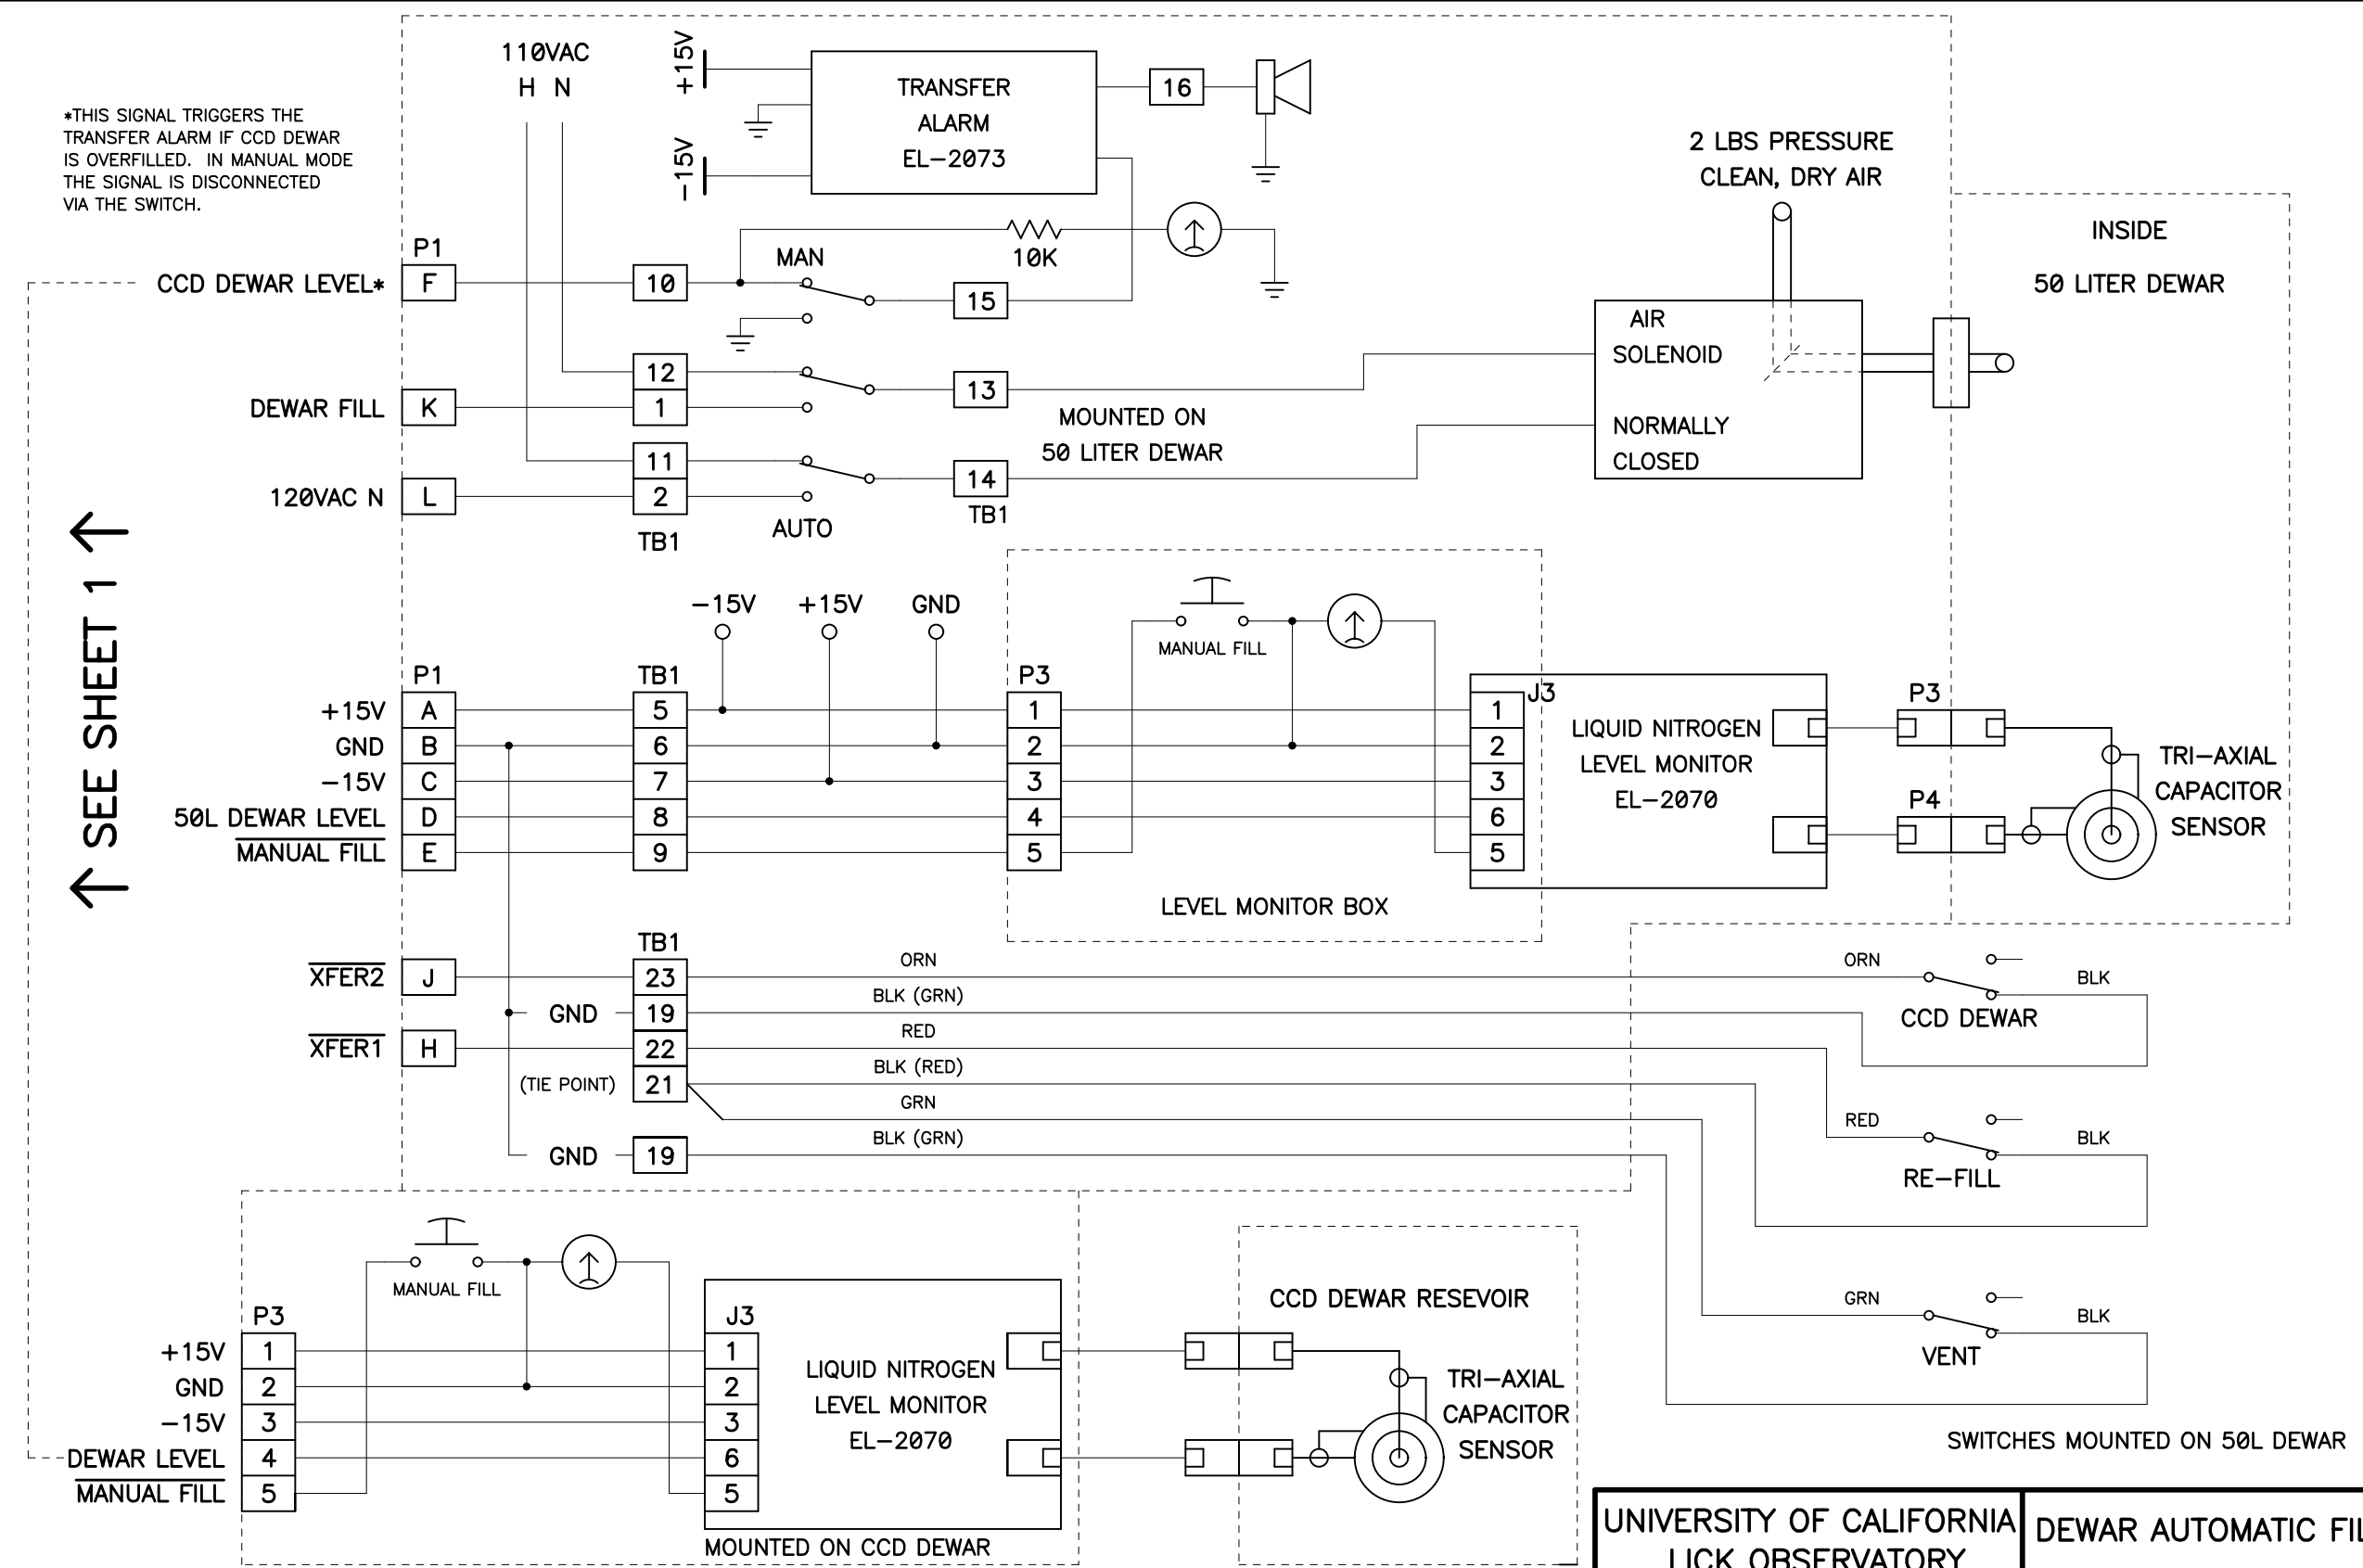 110VAC
H N
+15V
-15V
TRANSFER
ALARM
EL-2073
16
*THIS SIGNAL TRIGGERS THE
TRANSFER ALARM IF CCD DEWAR
IS OVERFILLED. IN MANUAL MODE
THE SIGNAL IS DISCONNECTED
VIA THE SWITCH.
2 LBS PRESSURE
CLEAN, DRY AIR
INSIDE
50 LITER DEWAR
P1
CCD DEWAR LEVEL*
F
10
MAN
10K
15
AIR
SOLENOID
NORMALLY
CLOSED
12
13
DEWAR FILL
K
1
MOUNTED ON
50 LITER DEWAR
11
14
120VAC N
L
2
TB1
AUTO
TB1
SEE SHEET 1
-15V
+15V
GND
MANUAL FILL
P1
TB1
P3
J3
+15V
A
5
1
1
GND
B
6
2
2
-15V
C
7
3
3
50L DEWAR LEVEL
D
8
4
6
MANUAL FILL
E
9
5
5
LIQUID NITROGEN
LEVEL MONITOR
EL-2070
P3
P4
TRI-AXIAL
CAPACITOR
SENSOR
LEVEL MONITOR BOX
TB1
XFER2
J
23
ORN
ORN
BLK
CCD DEWAR
GND
19
BLK (GRN)
XFER1
H
22
RED
(TIE POINT)
21
BLK (RED)
GRN
RED
BLK
RE-FILL
GND
19
BLK (GRN)
GRN
BLK
VENT
MANUAL FILL
P3
J3
+15V
1
1
GND
2
2
-15V
3
3
DEWAR LEVEL
4
6
MANUAL FILL
5
5
LIQUID NITROGEN
LEVEL MONITOR
EL-2070
MOUNTED ON CCD DEWAR
CCD DEWAR RESEVOIR
TRI-AXIAL
CAPACITOR
SENSOR
SWITCHES MOUNTED ON 50L DEWAR
UNIVERSITY OF CALIFORNIA
LICK OBSERVATORY
DEWAR AUTOMATIC